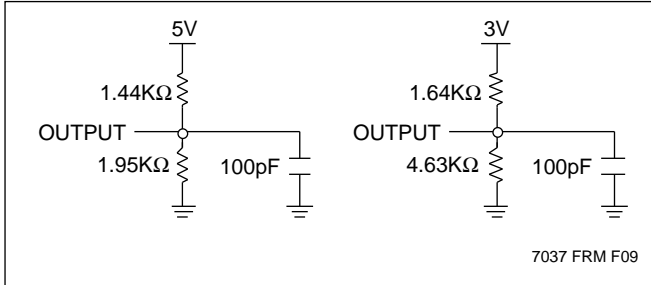 5V
1.44KΩ
OUTPUT
1.95KΩ
100pF
3V
1.64KΩ
OUTPUT
4.63KΩ
100pF
7037 FRM F09